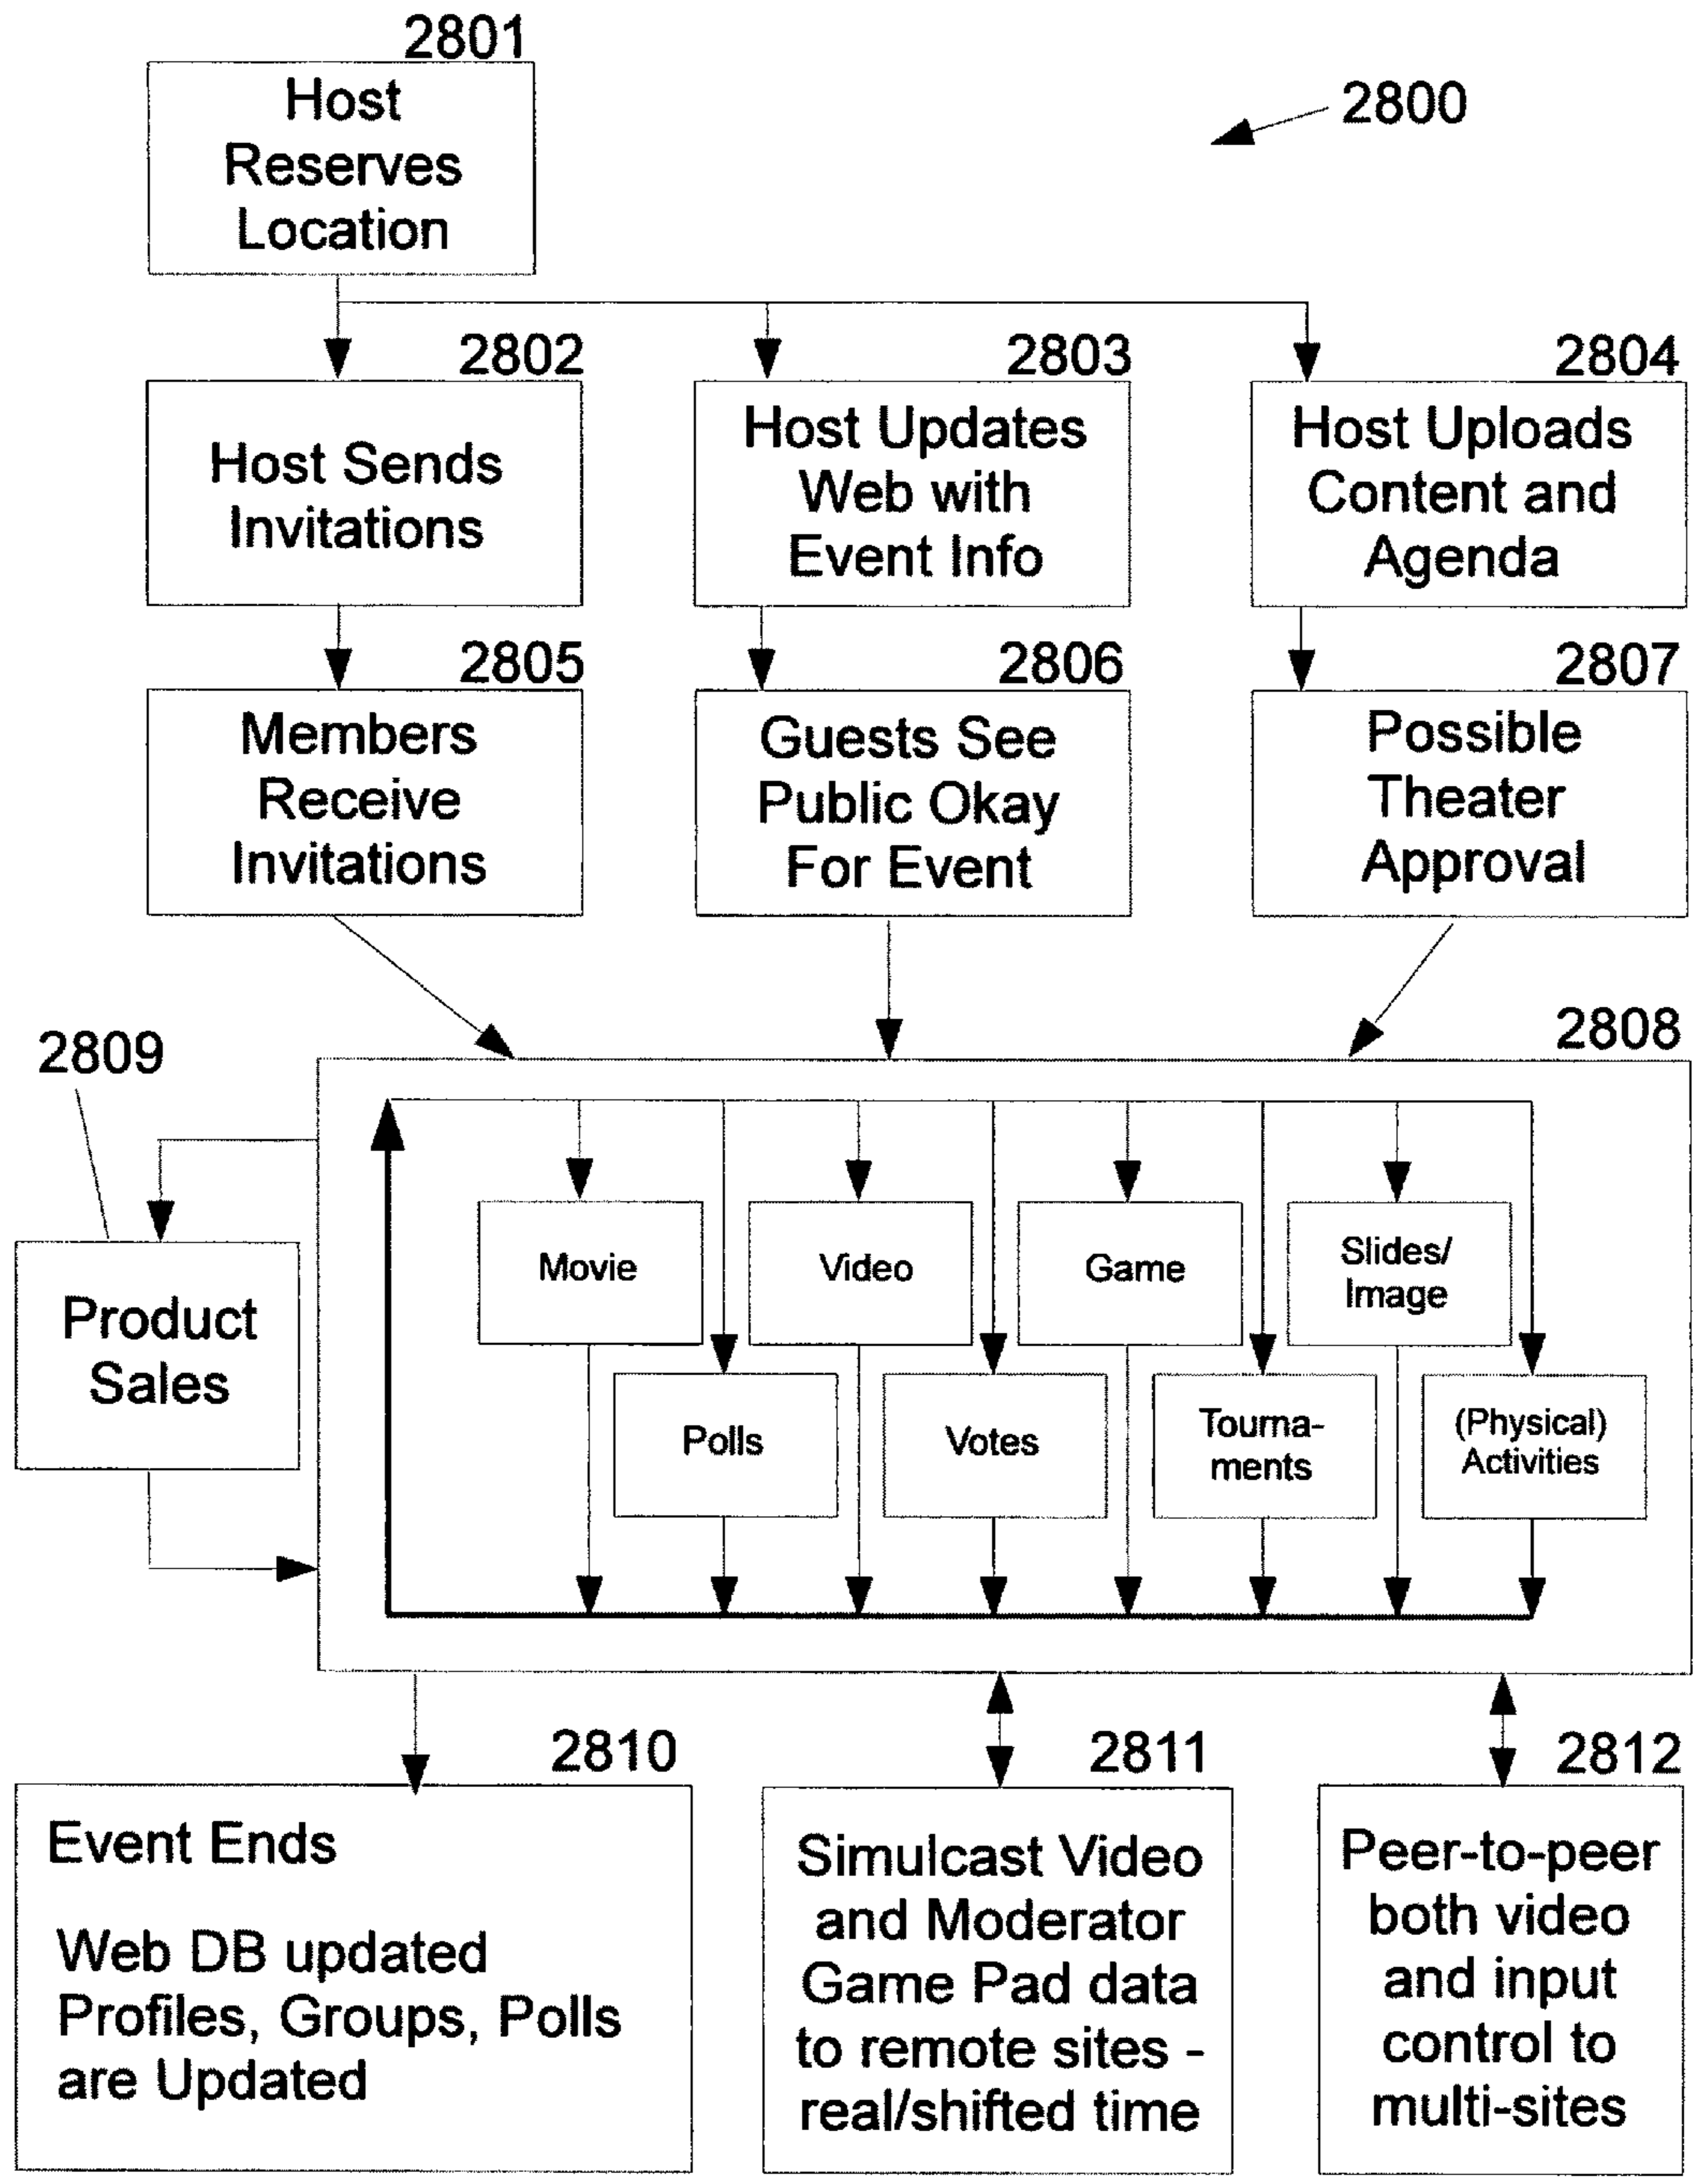 2801
Host
Reserves
Location
2800
2802
Host Sends
Invitations
2803
Host Updates
Web with
Event Info
2804
Host Uploads
Content and
Agenda
2805
Members
Receive
Invitations
2806
Guests See
Public Okay
For Event
2807
Possible
Theater
Approval
2808
2809
Product
Sales
Movie
Video
Game
Slides/
Image
Polls
Votes
Tourna-
ments
(Physical)
Activities
2810
Event Ends
Web DB updated
Profiles, Groups, Polls
are Updated
2811
Simulcast Video
and Moderator
Game Pad data
to remote sites -
real/shifted time
2812
Peer-to-peer
both video
and input
control to
multi-sites